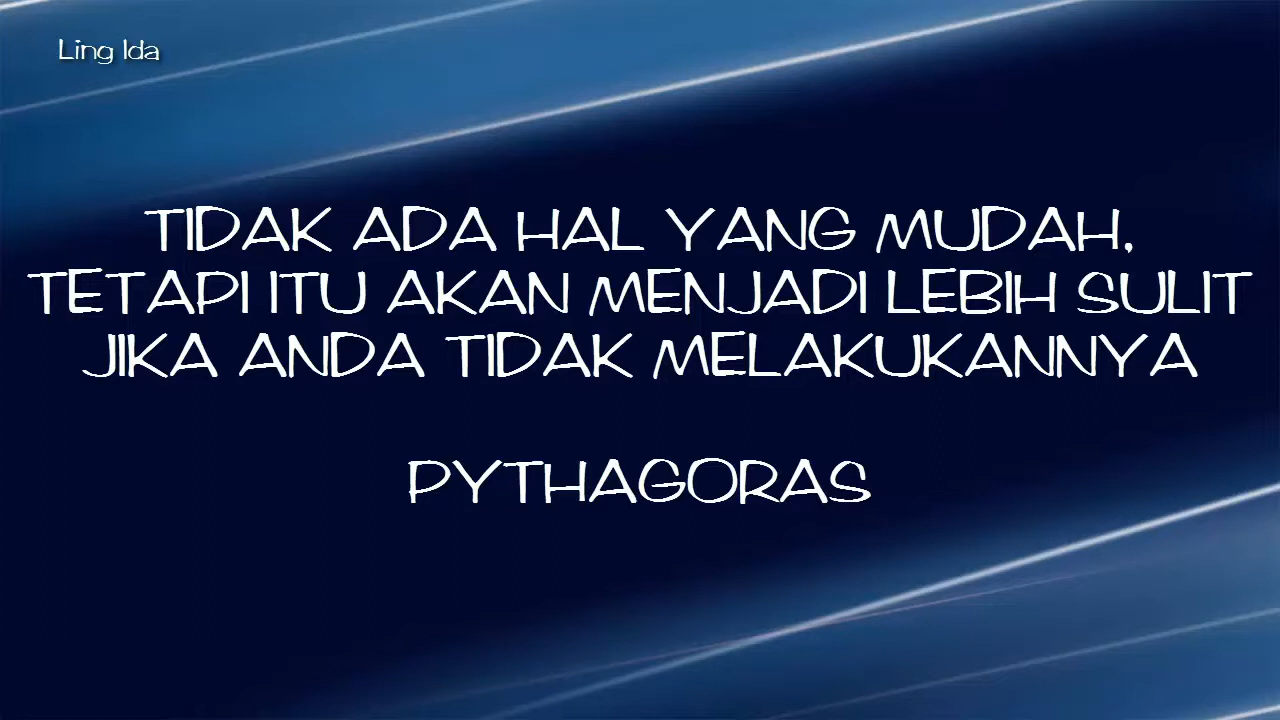 Ling Ida
TIDAK ADA HAL YANG MUDAH,
TETAPI ITU AKAN MENJADI LEBIH SULIT
JIKA ANDA TIDAK MELAKUKANNYA
PYTHAGORAS